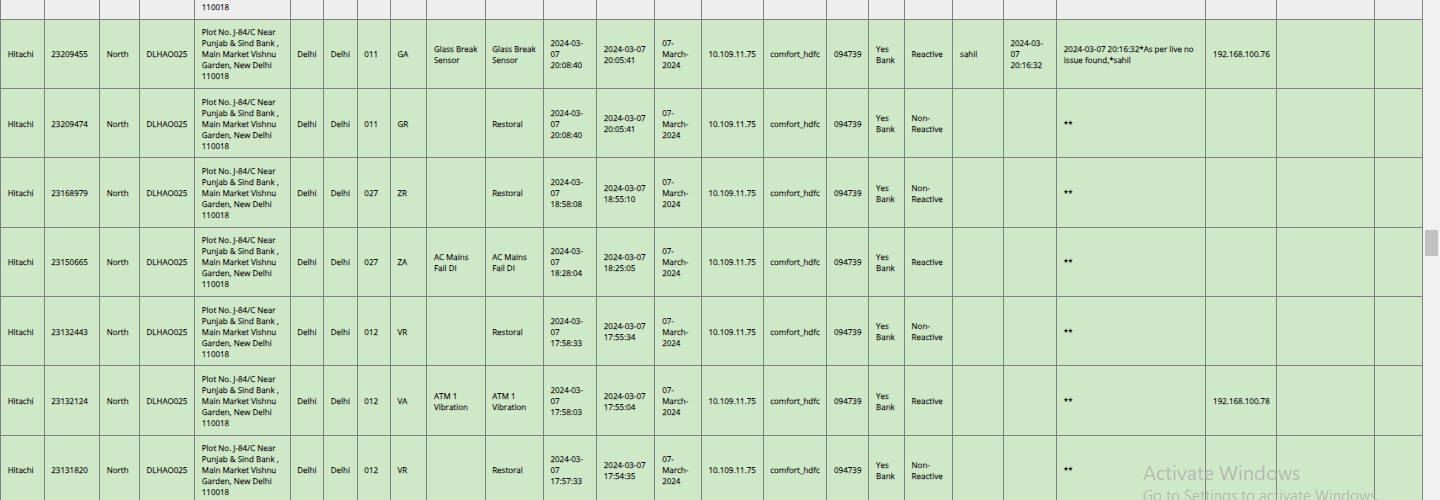 110018
Hitachi 23209455 North DLHAO025 Plot No. J-84/C Near Punjab & Sind Bank , Main Market Vishnu Garden, New Delhi 110018 Delhi Delhi 011 GA Glass Break Sensor Glass Break Sensor 2024-03-07 20:08:40 2024-03-07 20:05:41 07-March-2024 10.109.11.75 comfort_hdfc 094739 Yes Bank Reactive sahil 2024-03-07 20:16:32 2024-03-07 20:16:32*As per live no issue found,*sahil 192.168.100.76
Hitachi 23209474 North DLHAO025 Plot No. J-84/C Near Punjab & Sind Bank , Main Market Vishnu Garden, New Delhi 110018 Delhi Delhi 011 GR Restoral 2024-03-07 20:08:40 2024-03-07 20:05:41 07-March-2024 10.109.11.75 comfort_hdfc 094739 Yes Bank Non-Reactive **
Hitachi 23168979 North DLHAO025 Plot No. J-84/C Near Punjab & Sind Bank , Main Market Vishnu Garden, New Delhi 110018 Delhi Delhi 027 ZR Restoral 2024-03-07 18:58:08 2024-03-07 18:55:10 07-March-2024 10.109.11.75 comfort_hdfc 094739 Yes Bank Non-Reactive **
Hitachi 23150665 North DLHAO025 Plot No. J-84/C Near Punjab & Sind Bank , Main Market Vishnu Garden, New Delhi 110018 Delhi Delhi 027 ZA AC Mains Fail DI AC Mains Fail DI 2024-03-07 18:28:04 2024-03-07 18:25:05 07-March-2024 10.109.11.75 comfort_hdfc 094739 Yes Bank Reactive **
Hitachi 23132443 North DLHAO025 Plot No. J-84/C Near Punjab & Sind Bank , Main Market Vishnu Garden, New Delhi 110018 Delhi Delhi 012 VR Restoral 2024-03-07 17:58:33 2024-03-07 17:55:34 07-March-2024 10.109.11.75 comfort_hdfc 094739 Yes Bank Non-Reactive **
Hitachi 23132124 North DLHAO025 Plot No. J-84/C Near Punjab & Sind Bank , Main Market Vishnu Garden, New Delhi 110018 Delhi Delhi 012 VA ATM 1 Vibration ATM 1 Vibration 2024-03-07 17:58:03 2024-03-07 17:55:04 07-March-2024 10.109.11.75 comfort_hdfc 094739 Yes Bank Reactive ** 192.168.100.78
Hitachi 23131820 North DLHAO025 Plot No. J-84/C Near Punjab & Sind Bank , Main Market Vishnu Garden, New Delhi 110018 Delhi Delhi 012 VR Restoral 2024-03-07 17:57:33 2024-03-07 17:54:35 07-March-2024 10.109.11.75 comfort_hdfc 094739 Yes Bank Non-Reactive **
Activate Windows
Go to Settings to activate Windows